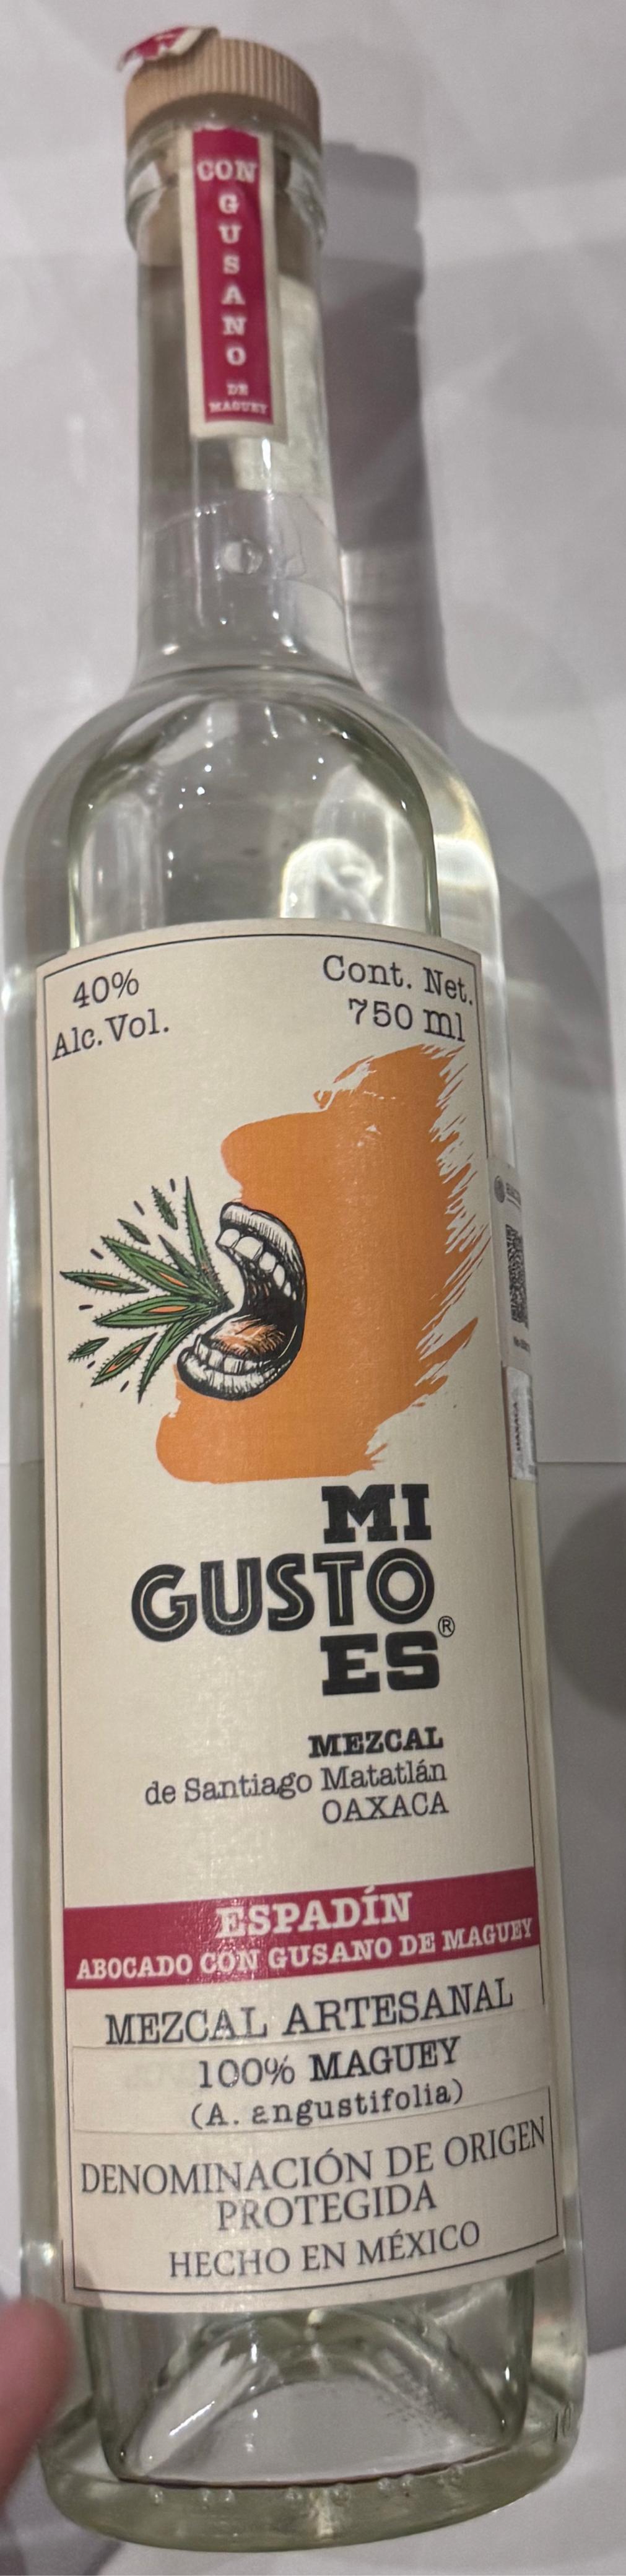 CON
GUSANO
DE
MAGUEY
40%
Alc. Vol.
Cont. Net.
750 ml
MI
GUSTO
ES®
MEZCAL
de Santiago Matatlán
OAXACA
ESPADÍN
ABOCADO CON GUSANO DE MAGUEY
MEZCAL ARTESANAL
100% MAGUEY
(A. angustifolia)
DENOMINACIÓN DE ORIGEN
PROTEGIDA
HECHO EN MÉXICO
OAXACA